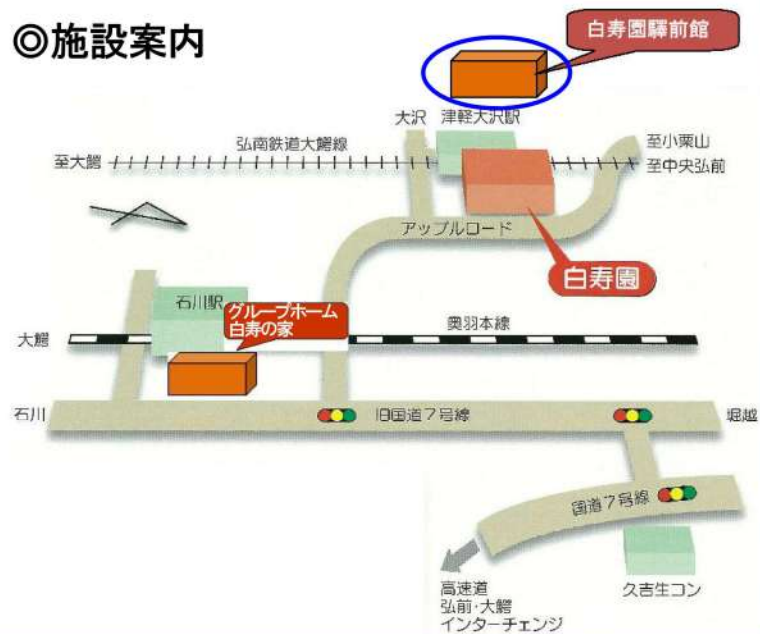 ◎施設案内
白寿園驛前館
大沢
津軽大沢駅
弘南鉄道大鰐線
至小栗山
至大鰐
至中央弘前
アップルロード
白寿園
石川駅
グループホーム
白寿の家
大鰐
奥羽本線
石川
旧国道7号線
堀越
国道7号線
高速道
弘前・大鰐
インターチェンジ
久吉生コン